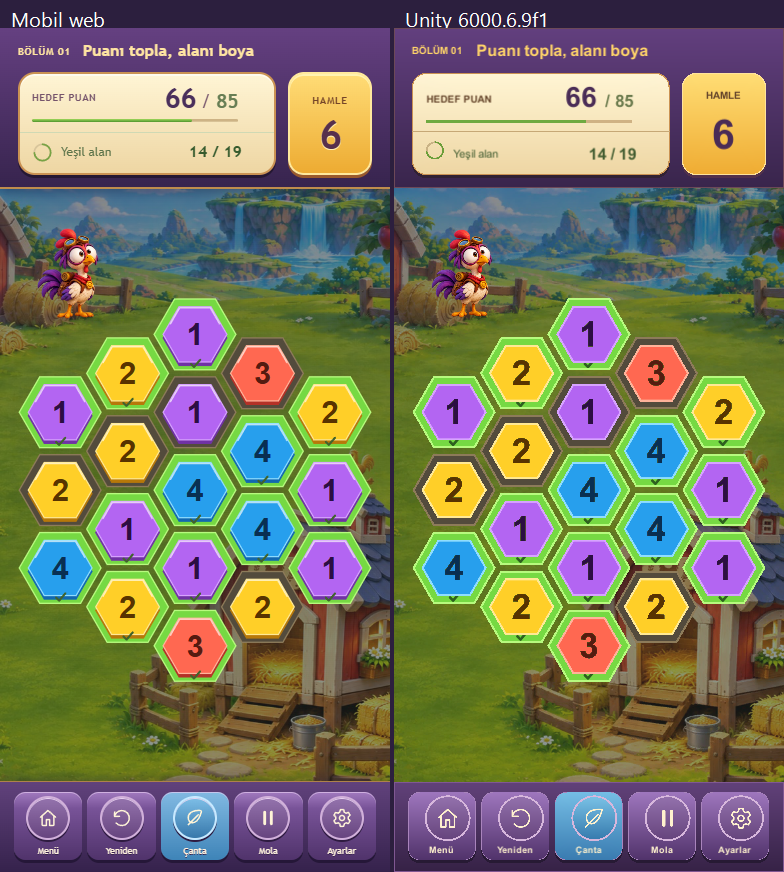 Mobil web
BÖLÜM 01 Puanı topla, alanı boya
HEDEF PUAN 66 / 85
HAMLE
6
Yeşil alan 14 / 19
1
2 3
1 1 2
2 4
2 4 1
1 4
4 1 1
2 2
3
Menü Yeniden Çanta Mola Ayarlar
Unity 6000.6.9f1
BÖLÜM 01 Puanı topla, alanı boya
HEDEF PUAN 66 / 85
HAMLE
6
Yeşil alan 14 / 19
1
2 3
1 1 2
2 4
2 4 1
1 4
4 1 1
2 2
3
Menü Yeniden Çanta Mola Ayarlar